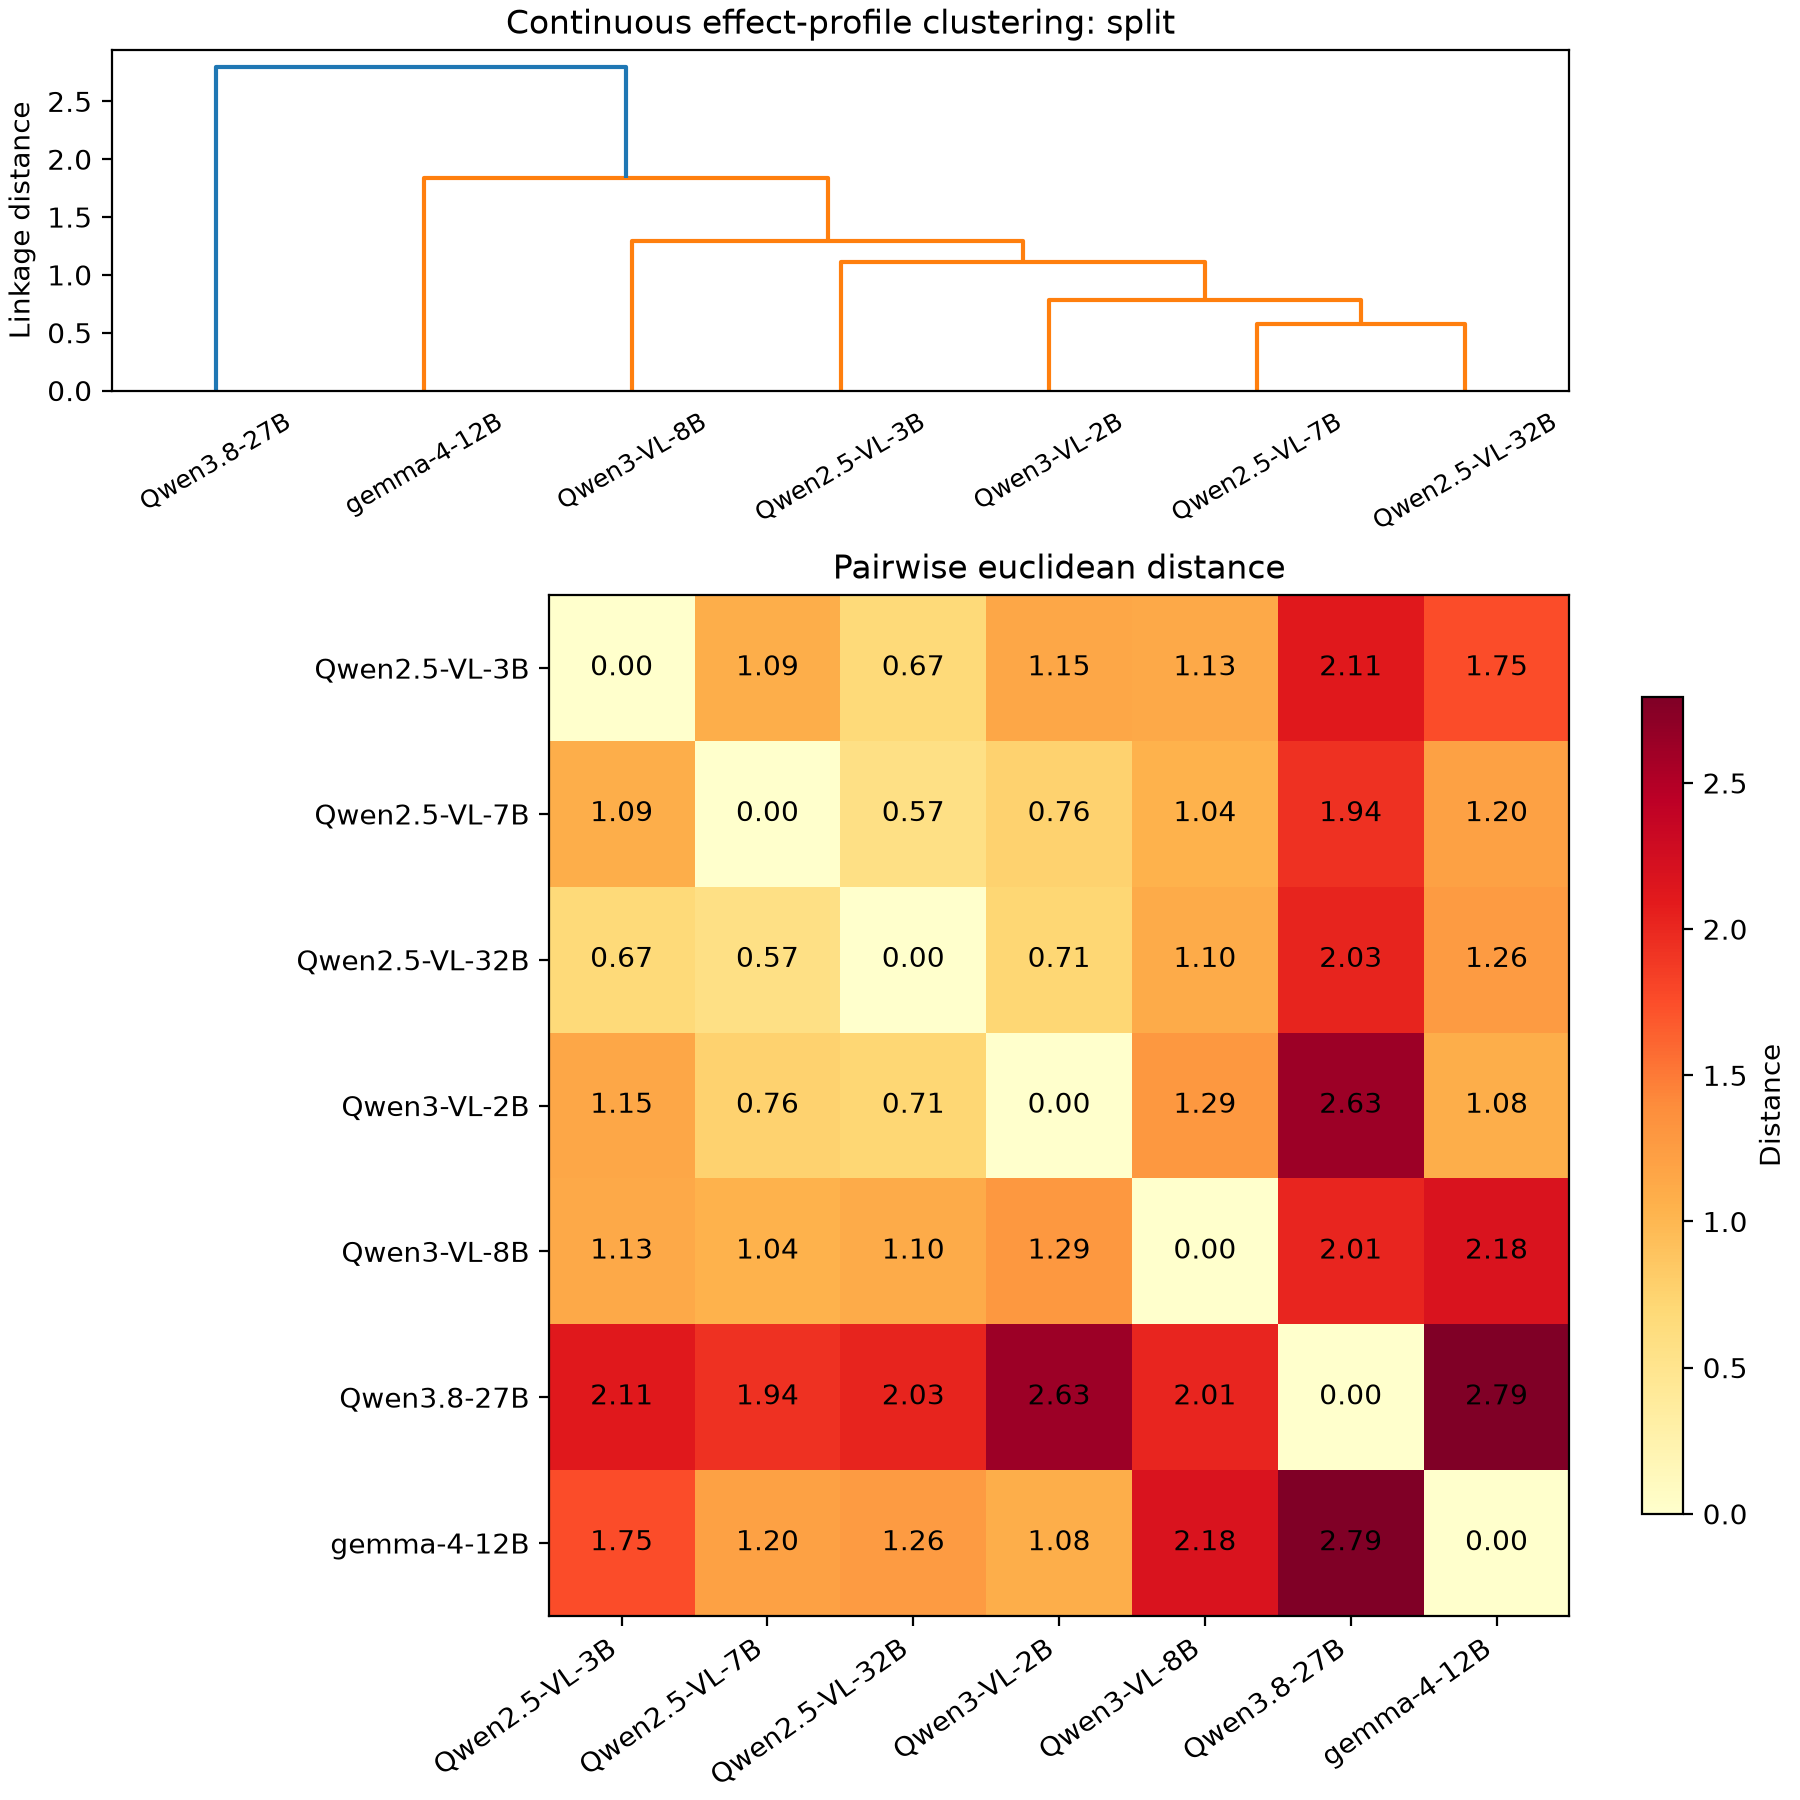 Continuous effect-profile clustering: split
Linkage distance
2.5
2.0
1.5
1.0
0.5
0.0
Qwen3.8-27B
gemma-4-12B
Qwen3-VL-8B
Qwen2.5-VL-3B
Qwen3-VL-2B
Qwen2.5-VL-7B
Qwen2.5-VL-32B
Pairwise euclidean distance
Qwen2.5-VL-3B 0.00 1.09 0.67 1.15 1.13 2.11 1.75
Qwen2.5-VL-7B 1.09 0.00 0.57 0.76 1.04 1.94 1.20
Qwen2.5-VL-32B 0.67 0.57 0.00 0.71 1.10 2.03 1.26
Qwen3-VL-2B 1.15 0.76 0.71 0.00 1.29 2.63 1.08
Qwen3-VL-8B 1.13 1.04 1.10 1.29 0.00 2.01 2.18
Qwen3.8-27B 2.11 1.94 2.03 2.63 2.01 0.00 2.79
gemma-4-12B 1.75 1.20 1.26 1.08 2.18 2.79 0.00
Qwen2.5-VL-3B
Qwen2.5-VL-7B
Qwen2.5-VL-32B
Qwen3-VL-2B
Qwen3-VL-8B
Qwen3.8-27B
gemma-4-12B
2.5
2.0
1.5
1.0
0.5
0.0
Distance